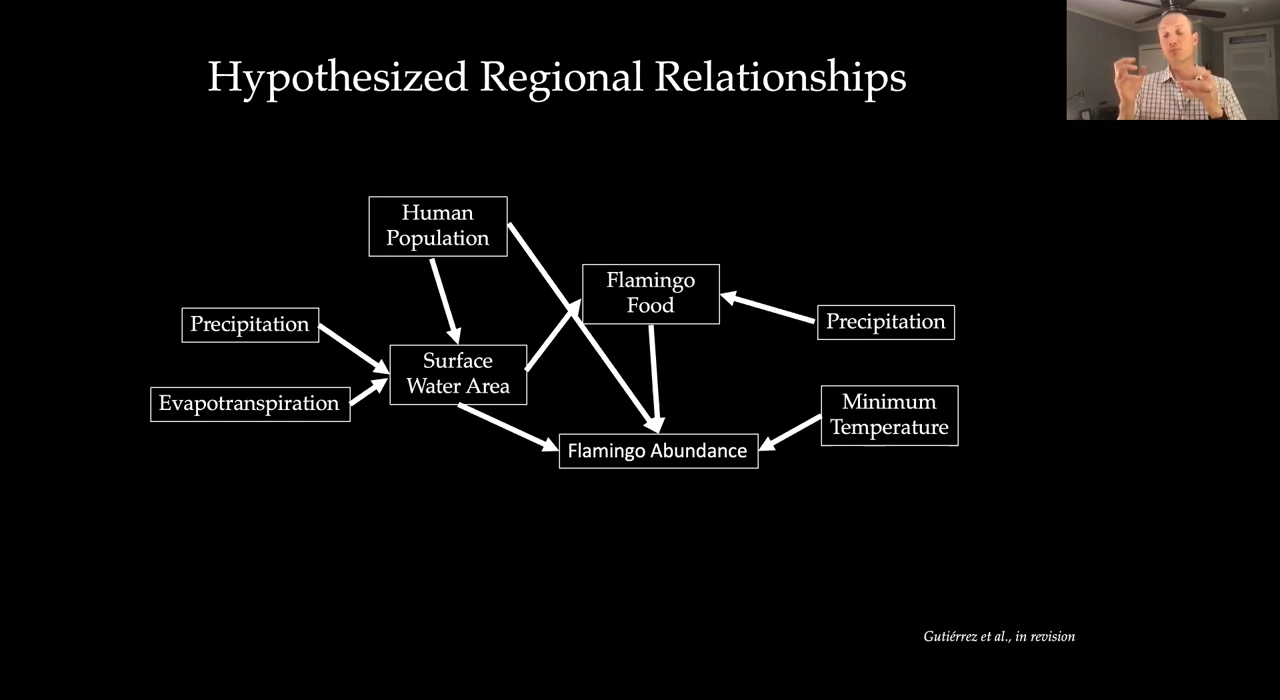 Hypothesized Regional Relationships
Human
Population
Flamingo
Food
Precipitation
Precipitation
Surface
Water Area
Evapotranspiration
Minimum
Temperature
Flamingo Abundance
Gutiérrez et al., in revision